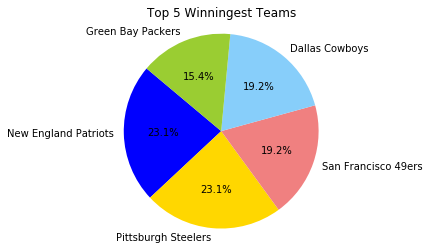 Top 5 Winningest Teams
Green Bay Packers
Dallas Cowboys
15.4%
19.2%
New England Patriots
23.1%
19.2%
San Francisco 49ers
23.1%
Pittsburgh Steelers